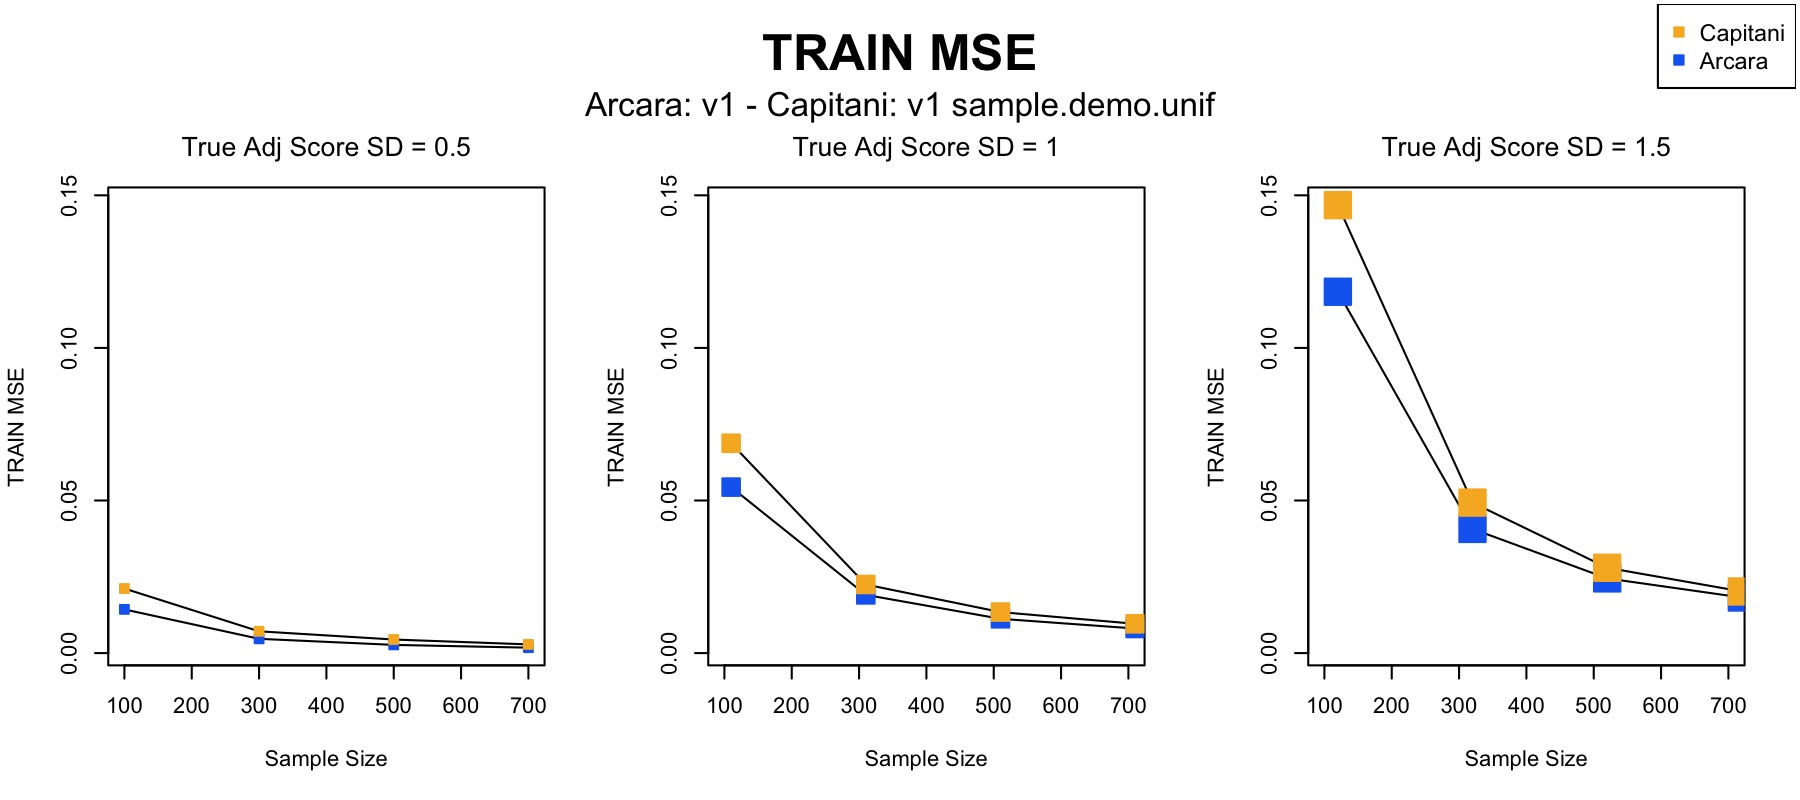 TRAIN MSE
Arcara: v1 - Capitani: v1 sample.demo.unif
Capitani
Arcara
True Adj Score SD = 0.5
TRAIN MSE
0.15
0.10
0.05
0.00
100 200 300 400 500 600 700
Sample Size
True Adj Score SD = 1
TRAIN MSE
0.15
0.10
0.05
0.00
100 200 300 400 500 600 700
Sample Size
True Adj Score SD = 1.5
TRAIN MSE
0.15
0.10
0.05
0.00
100 200 300 400 500 600 700
Sample Size